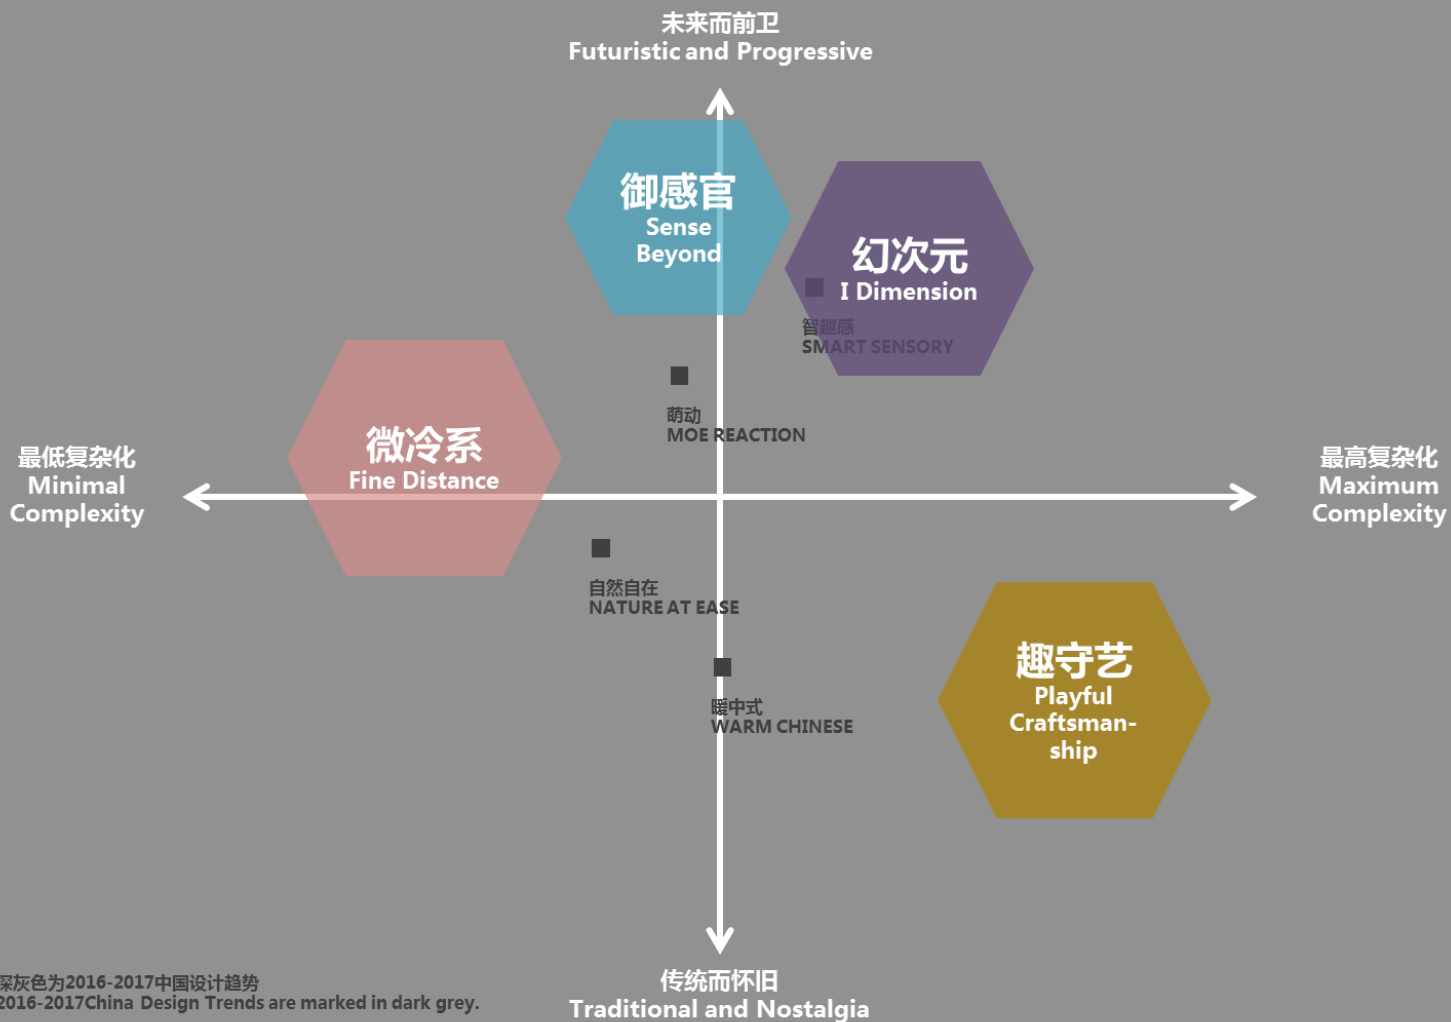 未来而前卫
Futuristic and Progressive
御感官
Sense
Beyond
幻次元
I Dimension
智趣感
SMART SENSORY
萌动
MOE REACTION
微冷系
Fine Distance
最低复杂化
Minimal
Complexity
最高复杂化
Maximum
Complexity
自然自在
NATURE AT EASE
趣守艺
Playful
Craftsman-
ship
暖中式
WARM CHINESE
深灰色为2016-2017中国设计趋势
2016-2017China Design Trends are marked in dark grey.
传统而怀旧
Traditional and Nostalgia